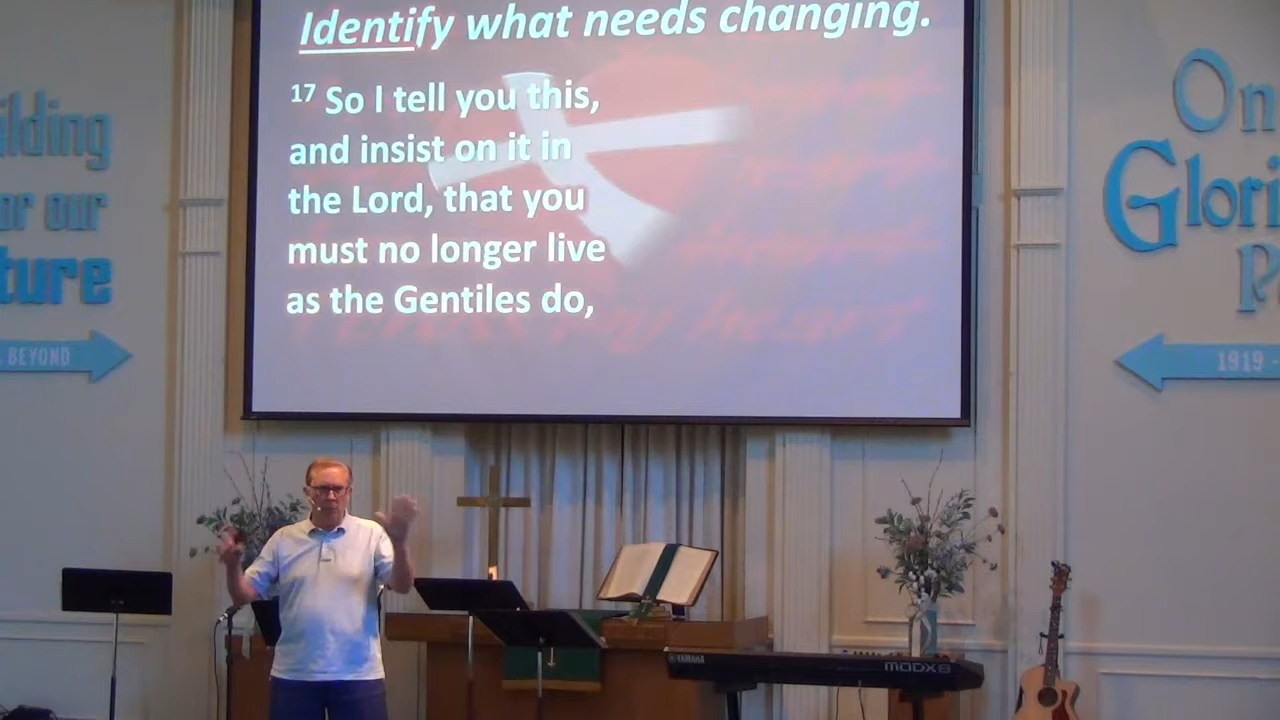 Identify what needs changing.
17 So I tell you this,
and insist on it in
the Lord, that you
must no longer live
as the Gentiles do,
ilding
or our
ture
BEYOND
On
Glori
P
1919 -
YAMAHA
MODX8